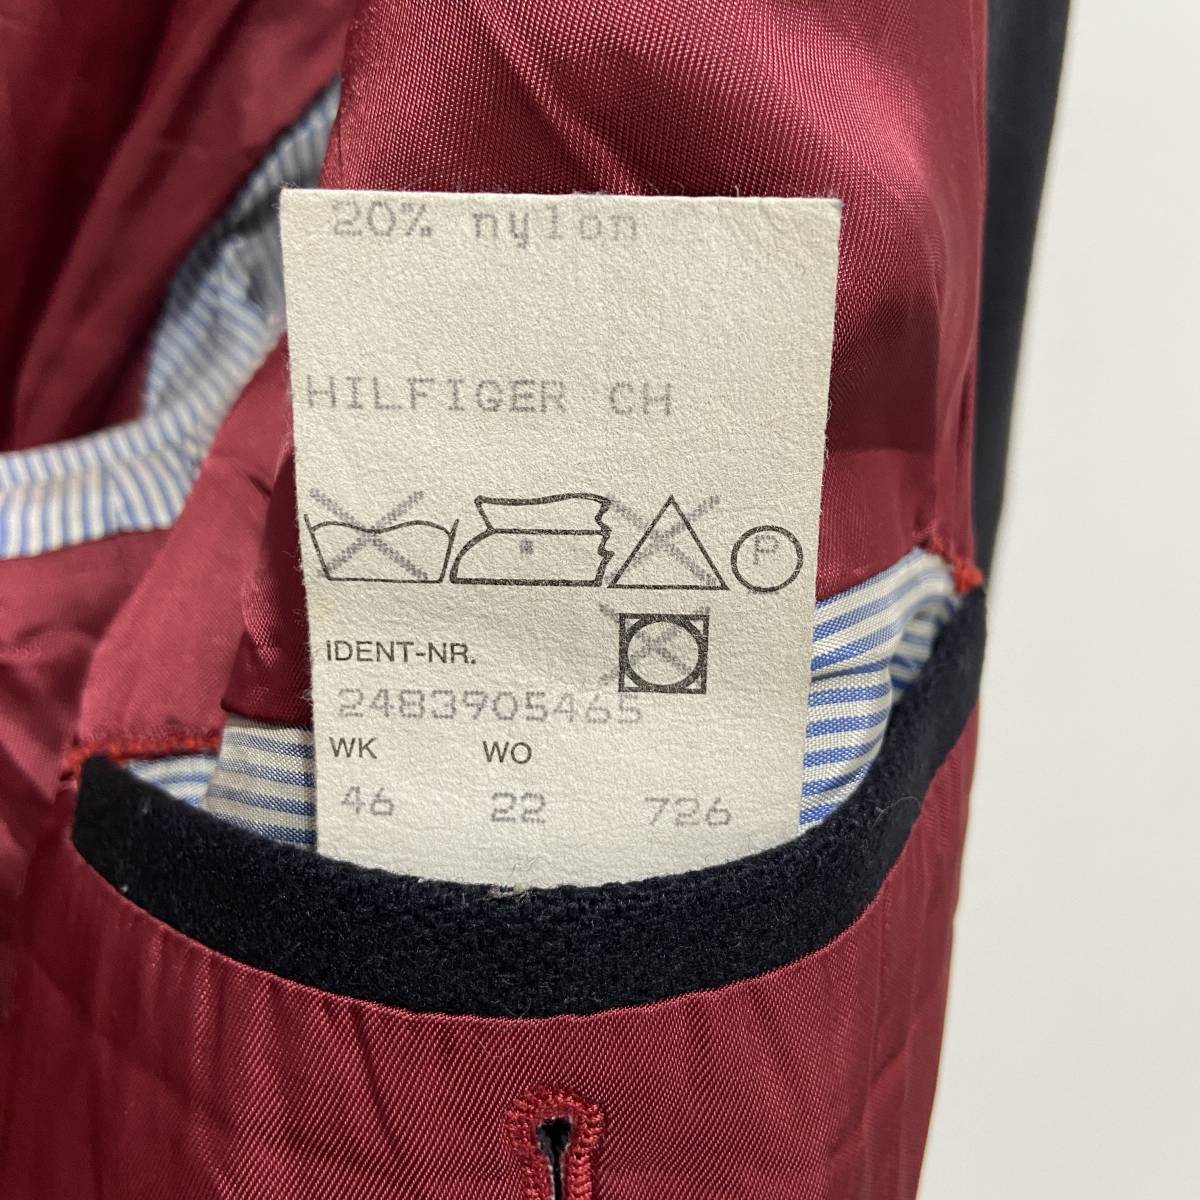 20% nylon
HILFIGER CH
P
IDENT-NR.
2483905465
WK WO
46 22 726